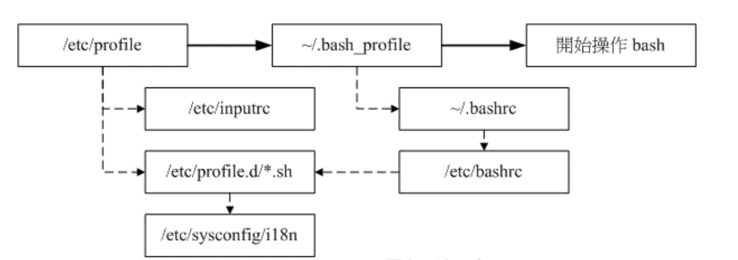 /etc/profile
~/.bash_profile
開始操作 bash
/etc/inputrc
~/.bashrc
/etc/profile.d/*.sh
/etc/bashrc
/etc/sysconfig/i18n